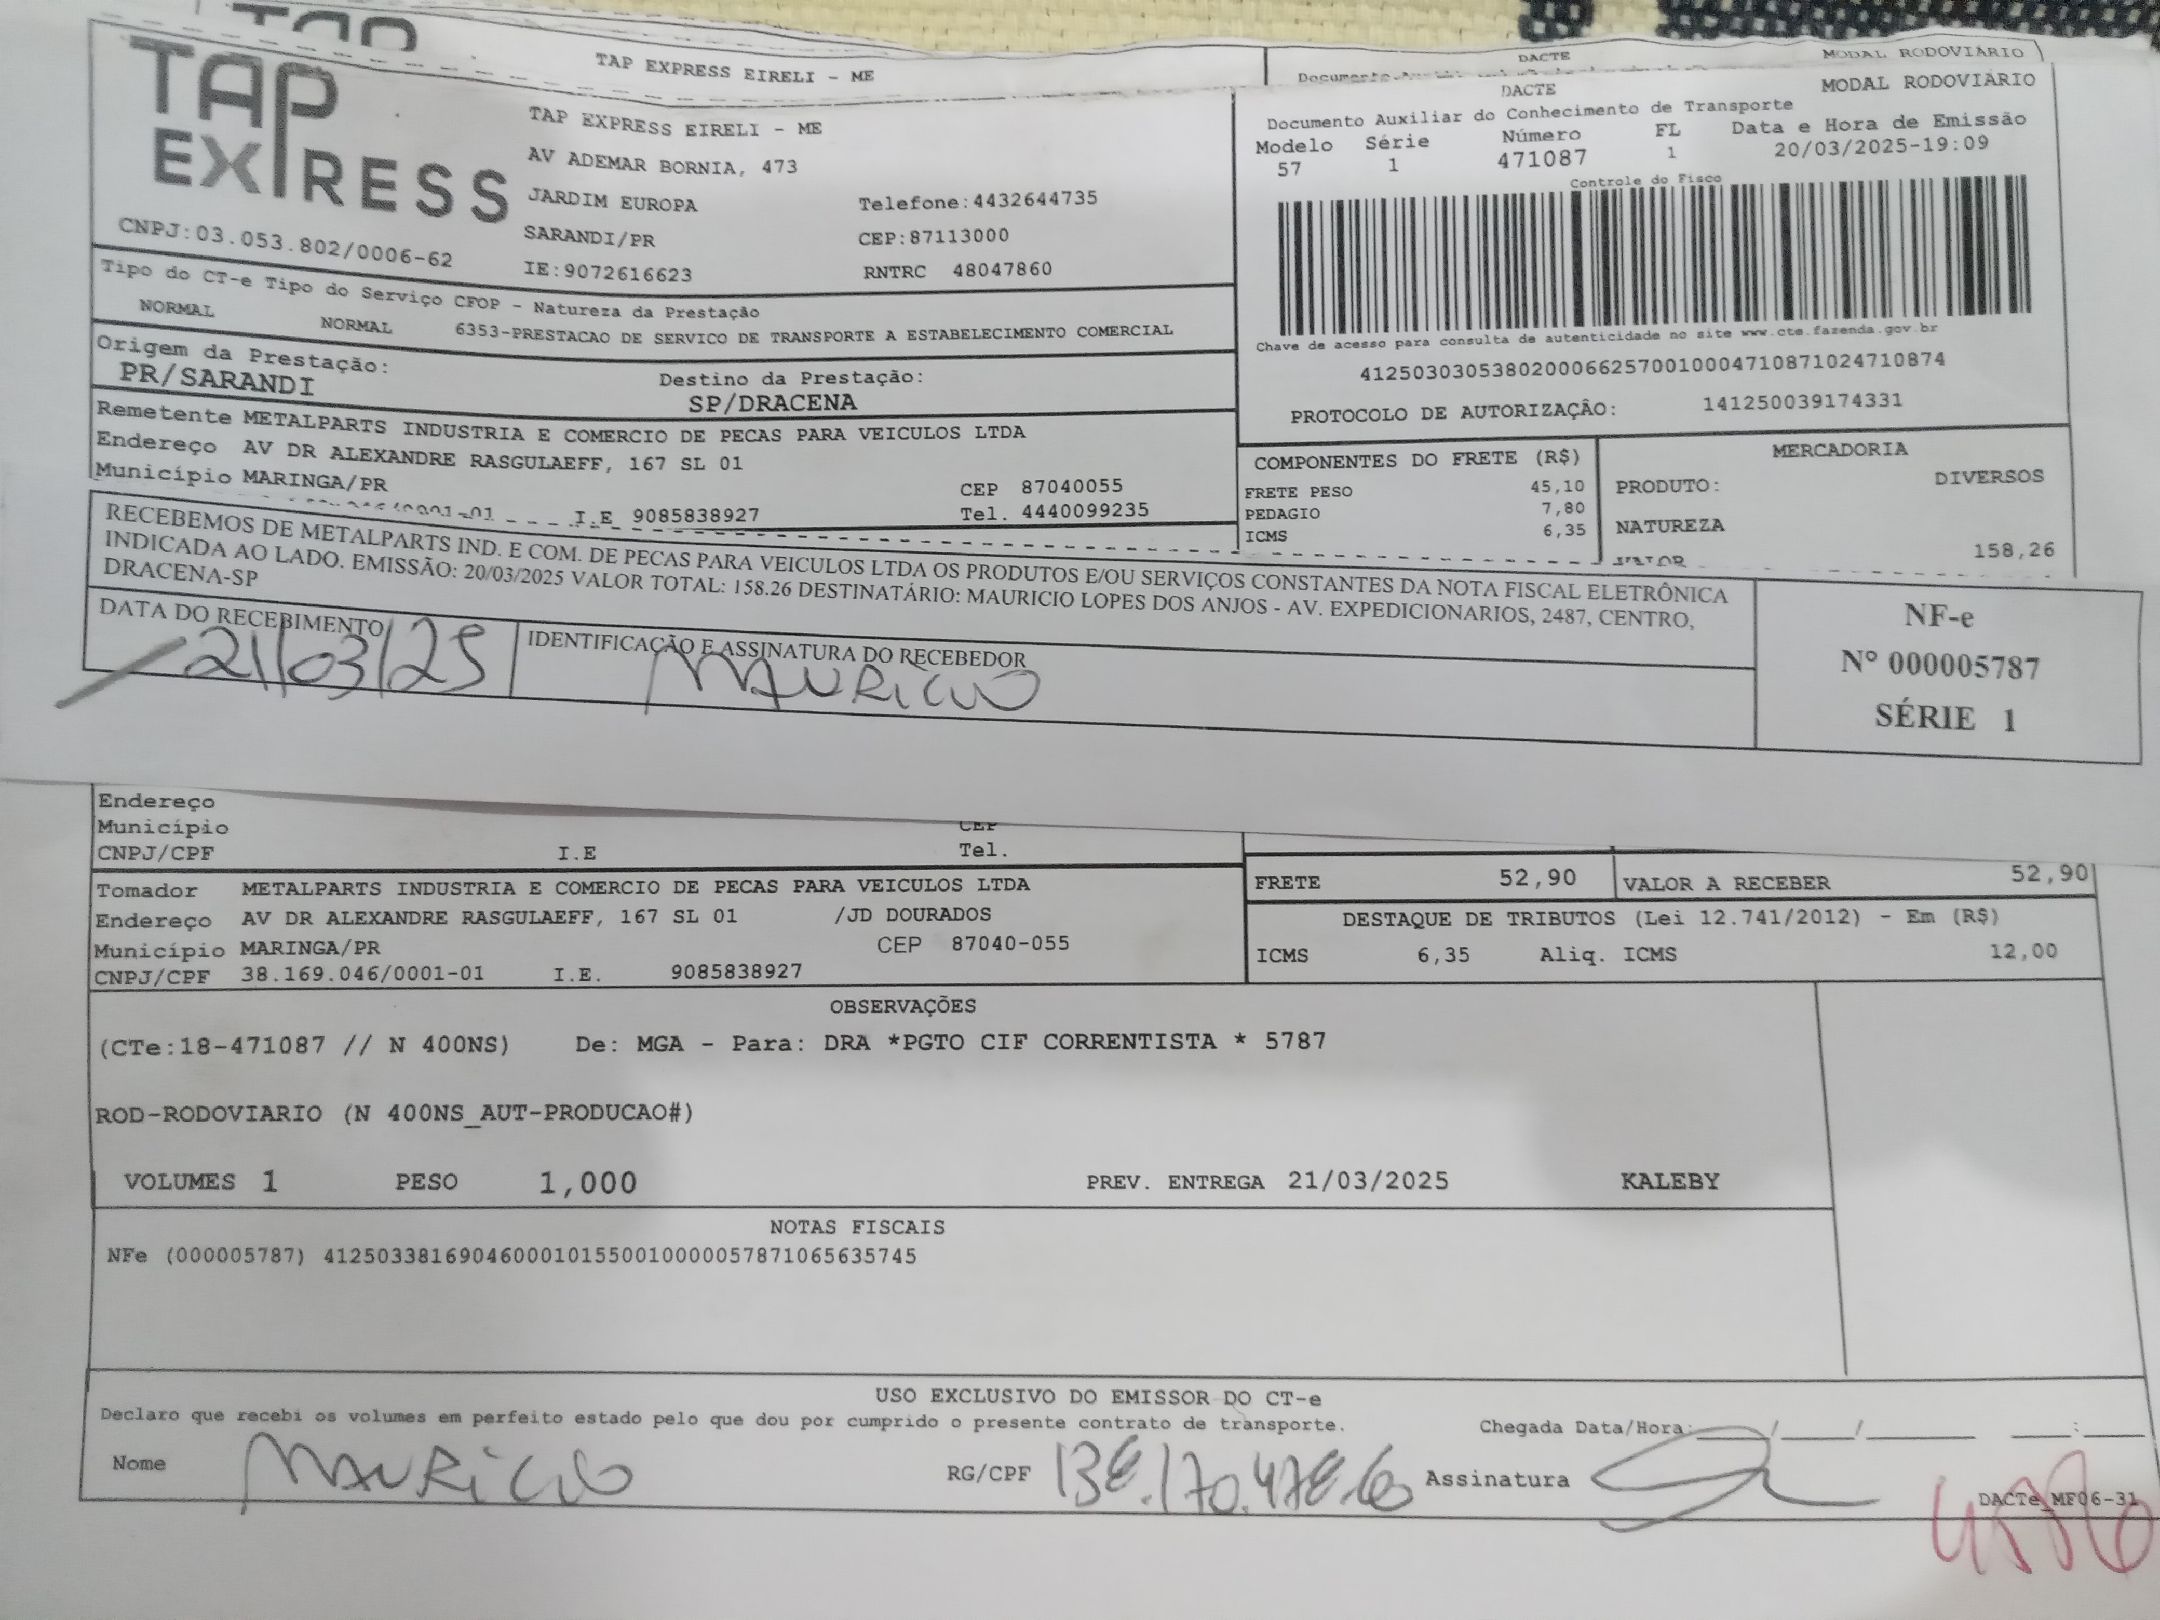 TAP EXPRESS EIRELI - ME
DACTE
MODAL RODOVIÁRIO
TAP EXPRESS
TAP EXPRESS EIRELI - ME
AV ADEMAR BORNIA, 473
JARDIM EUROPA Telefone:4432644735
SARANDI/PR CEP:87113000
CNPJ:03.053.802/0006-62 IE:9072616623 RNTRC 48047860
DACTE MODAL RODOVIÁRIO
Documento Auxiliar do Conhecimento de Transporte
Modelo Série Número FL Data e Hora de Emissão
57 1 471087 1 20/03/2025-19:09
Controle do Fisco
Chave de acesso para consulta de autenticidade no site www.cte.fazenda.gov.br
41250303053802000662570010004710871024710874
PROTOCOLO DE AUTORIZAÇÃO: 141250039174331
Tipo do CT-e Tipo do Serviço CFOP - Natureza da Prestação
NORMAL NORMAL 6353-PRESTACAO DE SERVICO DE TRANSPORTE A ESTABELECIMENTO COMERCIAL
Origem da Prestação: Destino da Prestação:
PR/SARANDI SP/DRACENA
Remetente METALPARTS INDUSTRIA E COMERCIO DE PECAS PARA VEICULOS LTDA
Endereço AV DR ALEXANDRE RASGULAEFF, 167 SL 01
Município MARINGA/PR CEP 87040055
/0001-01 I.E 9085838927 Tel. 4440099235
COMPONENTES DO FRETE (R$)
FRETE PESO 45,10
PEDAGIO 7,80
ICMS 6,35
MERCADORIA
PRODUTO: DIVERSOS
NATUREZA
VALOR 158,26
RECEBEMOS DE METALPARTS IND. E COM. DE PECAS PARA VEICULOS LTDA OS PRODUTOS E/OU SERVIÇOS CONSTANTES DA NOTA FISCAL ELETRÔNICA
INDICADA AO LADO. EMISSÃO: 20/03/2025 VALOR TOTAL: 158.26 DESTINATÁRIO: MAURICIO LOPES DOS ANJOS - AV. EXPEDICIONARIOS, 2487, CENTRO,
DRACENA-SP
DATA DO RECEBIMENTO IDENTIFICAÇÃO E ASSINATURA DO RECEBEDOR
21/03/25 MAURICIO
NF-e
Nº 000005787
SÉRIE 1
Endereço
Município CEP
CNPJ/CPF I.E Tel.
Tomador METALPARTS INDUSTRIA E COMERCIO DE PECAS PARA VEICULOS LTDA
Endereço AV DR ALEXANDRE RASGULAEFF, 167 SL 01 /JD DOURADOS
Município MARINGA/PR CEP 87040-055
CNPJ/CPF 38.169.046/0001-01 I.E. 9085838927
FRETE 52,90 VALOR A RECEBER 52,90
DESTAQUE DE TRIBUTOS (Lei 12.741/2012) - Em (R$)
ICMS 6,35 Aliq. ICMS 12,00
OBSERVAÇÕES
(CTe:18-471087 // N 400NS) De: MGA - Para: DRA *PGTO CIF CORRENTISTA * 5787
ROD-RODOVIARIO (N 400NS_AUT-PRODUCAO#)
VOLUMES 1 PESO 1,000 PREV. ENTREGA 21/03/2025 KALEBY
NOTAS FISCAIS
NFe (000005787) 41250338169046000101550010000057871065635745
USO EXCLUSIVO DO EMISSOR DO CT-e
Declaro que recebi os volumes em perfeito estado pelo que dou por cumprido o presente contrato de transporte. Chegada Data/Hora:
Nome MAURICIO RG/CPF Assinatura
DACTe_MF06-31